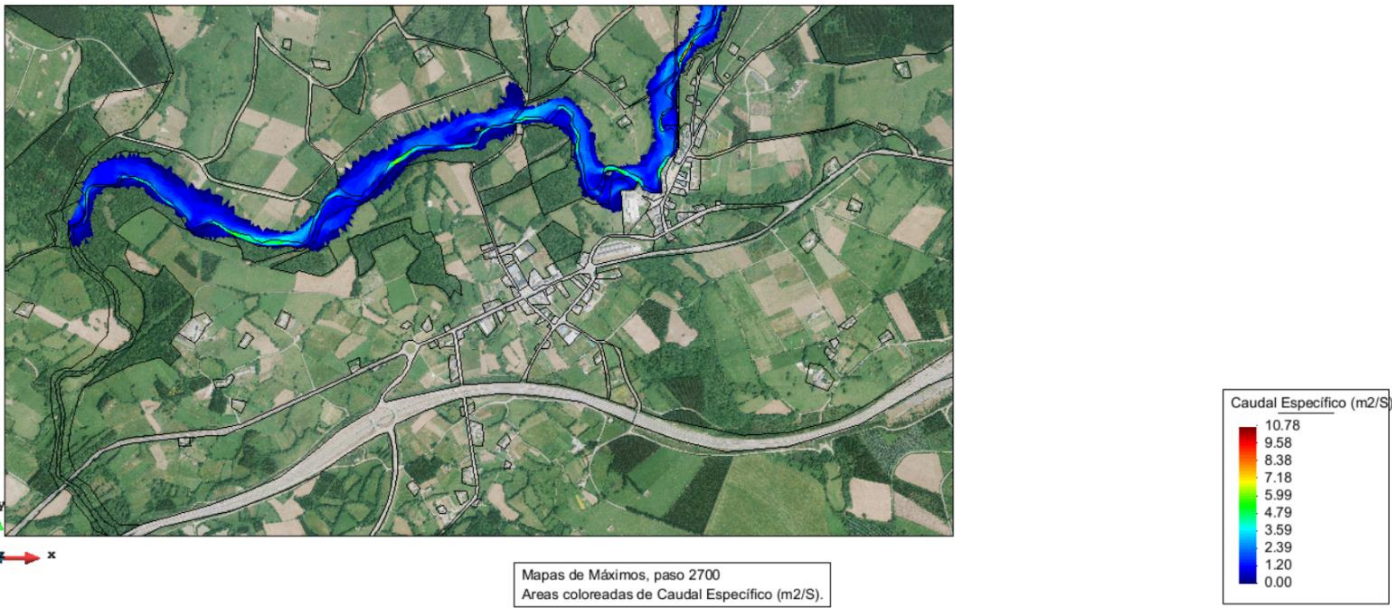 Y
x
Mapas de Máximos, paso 2700
Areas coloreadas de Caudal Específico (m2/S).
Caudal Específico (m2/S)
10.78
9.58
8.38
7.18
5.99
4.79
3.59
2.39
1.20
0.00